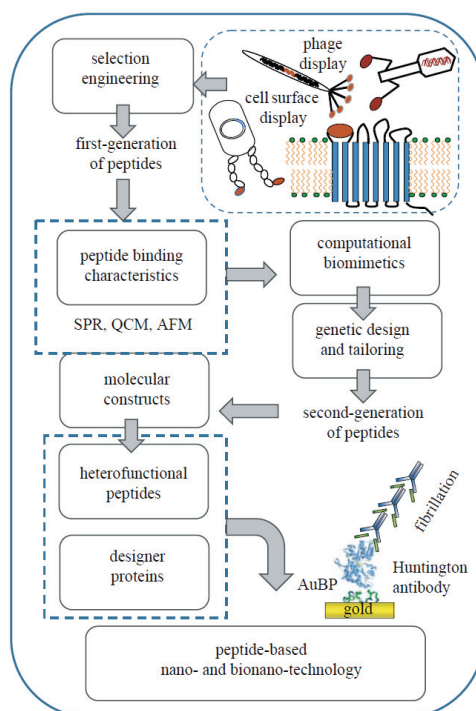 selection
engineering
phage
display
cell surface
display
first-generation
of peptides
peptide binding
characteristics
SPR, QCM, AFM
computational
biomimetics
genetic design
and tailoring
second-generation
of peptides
molecular
constructs
heterofunctional
peptides
designer
proteins
fibrillation
AuBP
Huntington
antibody
gold
peptide-based
nano- and bionano-technology